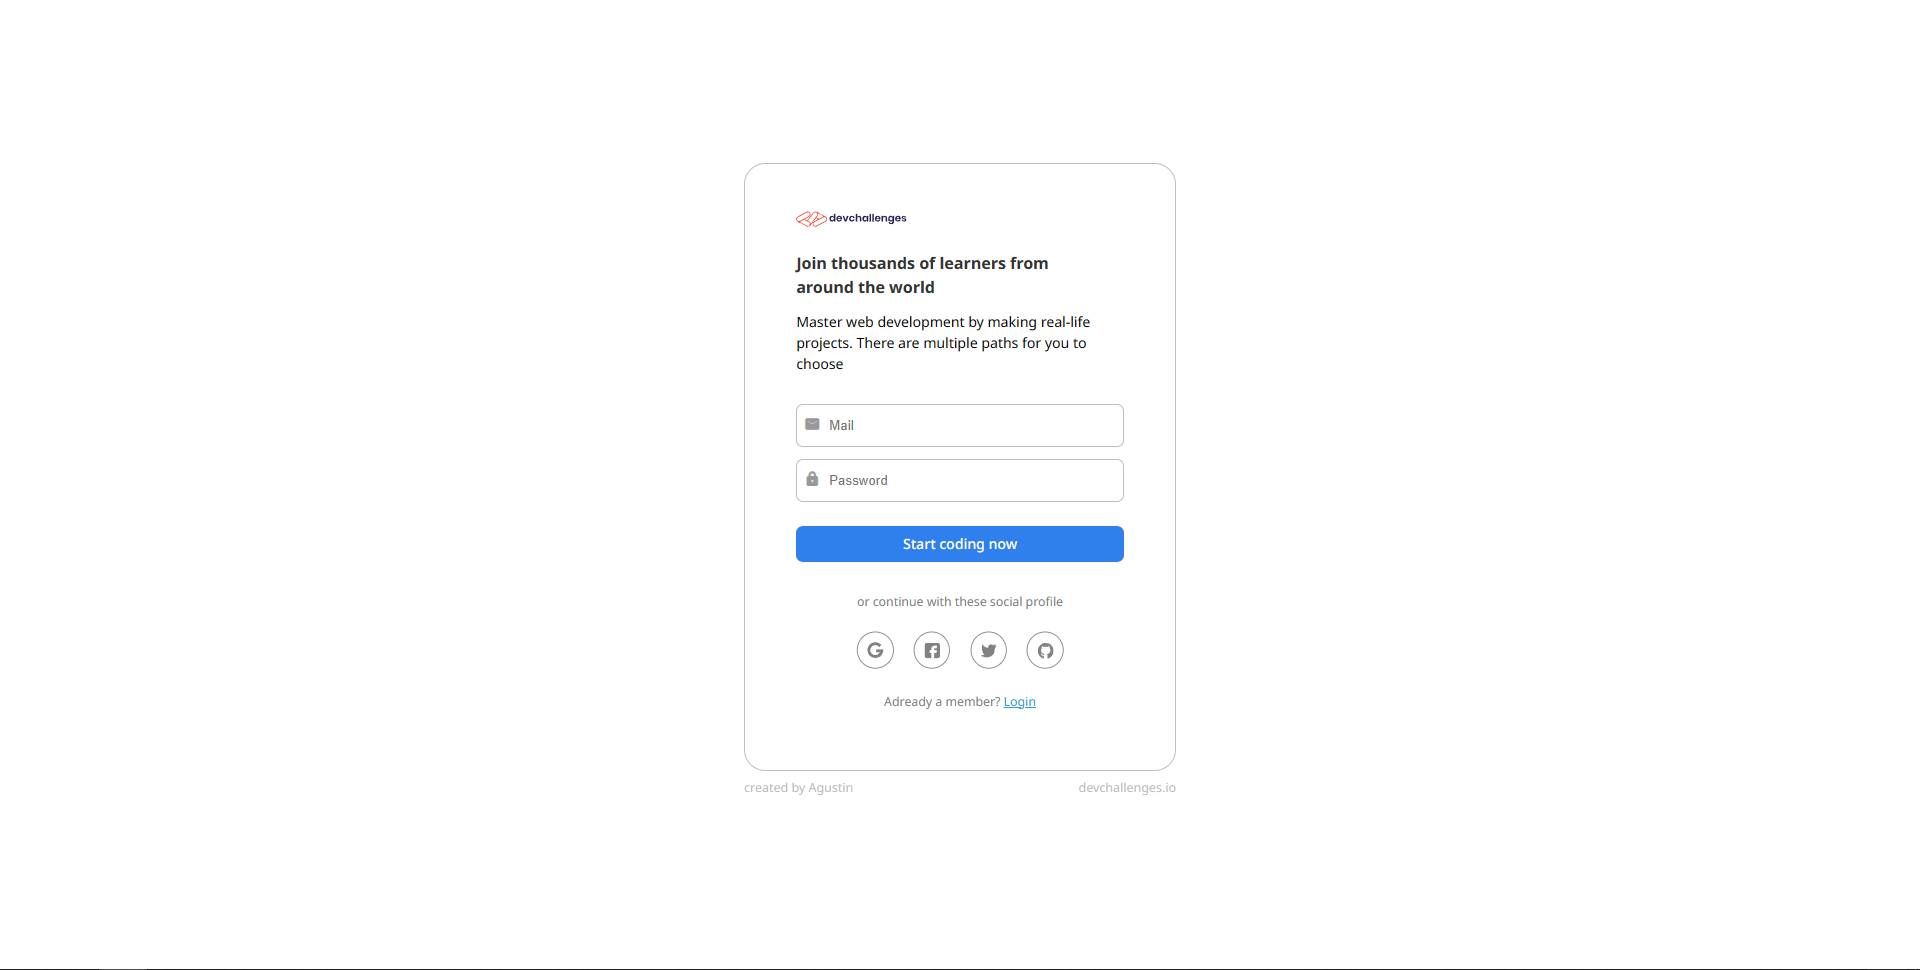 devchallenges
Join thousands of learners from
around the world
Master web development by making real-life
projects. There are multiple paths for you to
choose
Mail
Password
Start coding now
or continue with these social profile
Adready a member? Login
created by Agustin
devchallenges.io